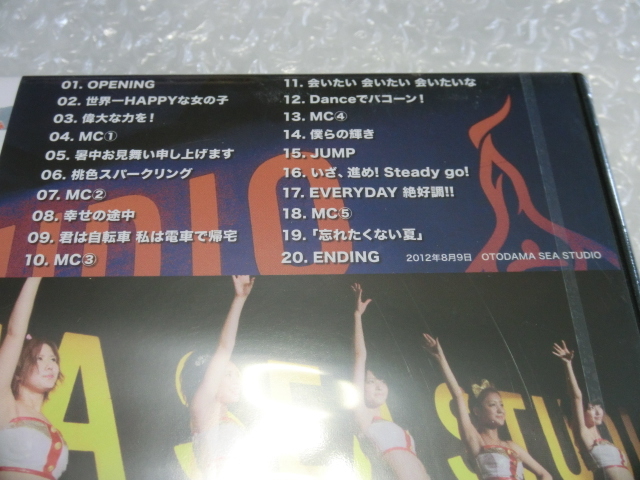 01. OPENING
02. 世界一HAPPYな女の子
03. 偉大な力を！
04. MC①
05. 暑中お見舞い申し上げます
06. 桃色スパークリング
07. MC②
08. 幸せの途中
09. 君は自転車 私は電車で帰宅
10. MC③
11. 会いたい 会いたい 会いたいな
12. Danceでバコーン！
13. MC④
14. 僕らの輝き
15. JUMP
16. いざ、進め! Steady go!
17. EVERYDAY 絶好調!!
18. MC⑤
19. 「忘れたくない夏」
20. ENDING
2012年8月9日 OTODAMA SEA STUDIO
A SEA STUDI